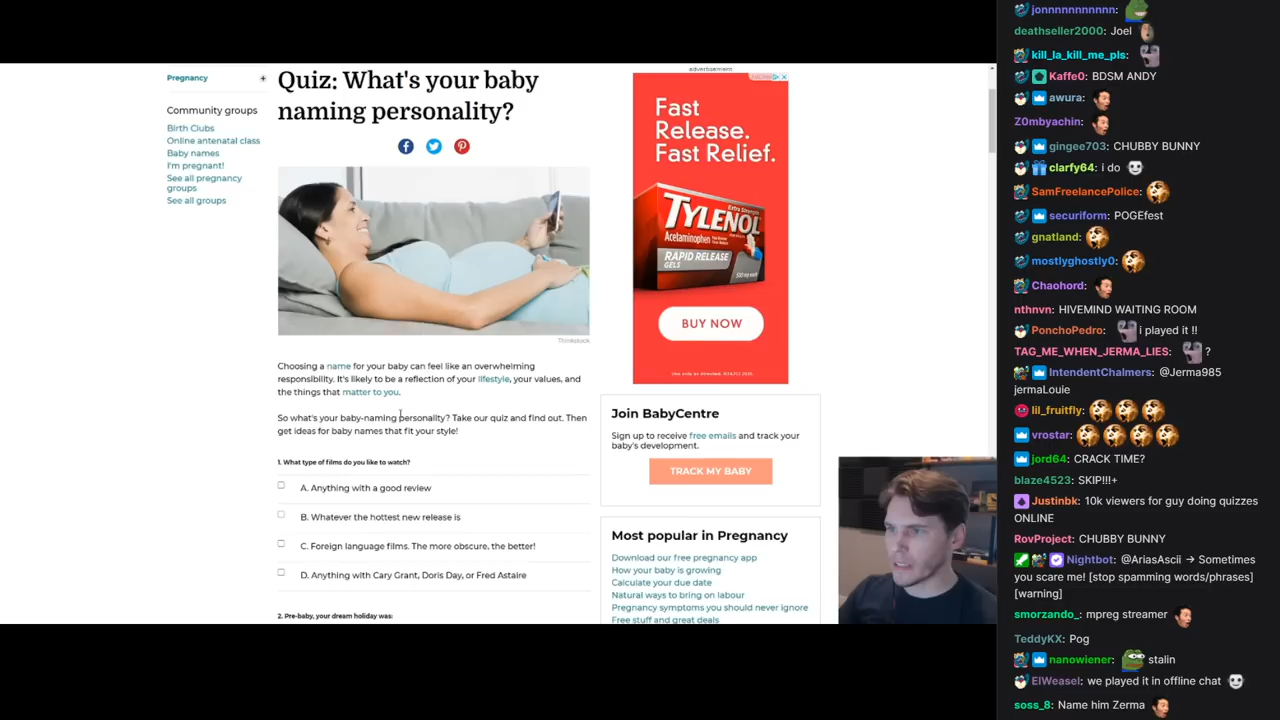 Pregnancy
+
Community groups
Birth Clubs
Online antenatal class
Baby names
I'm pregnant!
See all pregnancy
groups
See all groups
Quiz: What's your baby
naming personality?
Thinkstock
Choosing a name for your baby can feel like an overwhelming
responsibility. It's likely to be a reflection of your lifestyle, your values, and
the things that matter to you.
So what's your baby-naming personality? Take our quiz and find out. Then
get ideas for baby names that fit your style!
1. What type of films do you like to watch?
A. Anything with a good review
B. Whatever the hottest new release is
C. Foreign language films. The more obscure, the better!
D. Anything with Cary Grant, Doris Day, or Fred Astaire
2. Pre-baby, your dream holiday was:
advertisement
Fast
Release.
Fast Relief.
Extra Strength
TYLENOL
Acetaminophen
RAPID RELEASE
GELS
500 mg
BUY NOW
Join BabyCentre
Sign up to receive free emails and track your
baby's development.
TRACK MY BABY
Most popular in Pregnancy
Download our free pregnancy app
How your baby is growing
Calculate your due date
Natural ways to bring on labour
Pregnancy symptoms you should never ignore
Free stuff and great deals
jonnnnnnnnnnn:
deathseller2000: Joel
kill_la_kill_me_pls:
Kaffe0: BDSM ANDY
awura:
Z0mbyachin:
gingee703: CHUBBY BUNNY
clarfy64: i do
SamFreelancePolice:
securiform: POGEfest
gnatland:
mostlyghostly0:
Chaohord:
nthnvn: HIVEMIND WAITING ROOM
PonchoPedro: i played it !!
TAG_ME_WHEN_JERMA_LIES: ?
IntendentChalmers: @Jerma985
jermaLouie
lil_fruitfly:
vrostar:
jord64: CRACK TIME?
blaze4523: SKIP!!!+
Justinbk: 10k viewers for guy doing quizzes
ONLINE
RovProject: CHUBBY BUNNY
Nightbot: @AriasAscii → Sometimes
you scare me! [stop spamming words/phrases]
[warning]
smorzando_: mpreg streamer
TeddyKX: Pog
nanowiener: stalin
ElWeasel: we played it in offline chat
soss_8: Name him Zerma